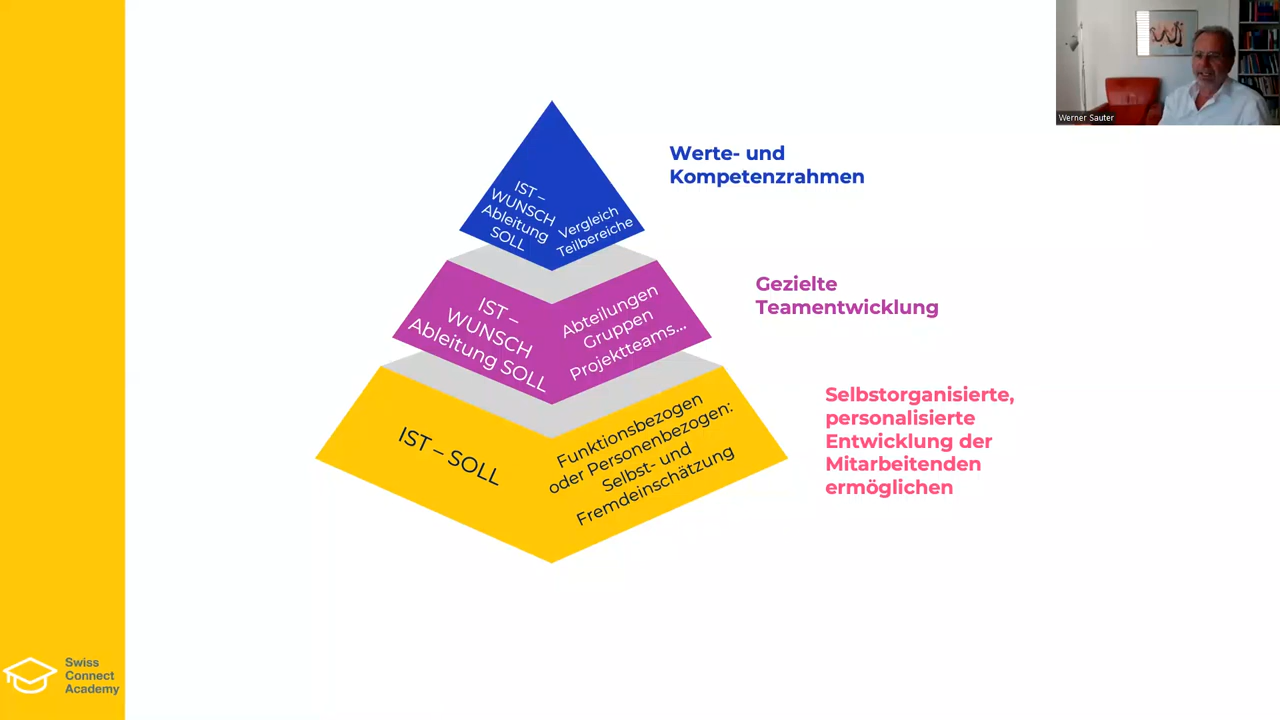 Werner Sauter
Werte- und
Kompetenzrahmen
IST –
WUNSCH
Ableitung
SOLL
Vergleich
Teilbereiche
Gezielte
Teamentwicklung
IST –
WUNSCH
Ableitung SOLL
Abteilungen
Gruppen
Projektteams...
Selbstorganisierte,
personalisierte
Entwicklung der
Mitarbeitenden
ermöglichen
IST – SOLL
Funktionsbezogen
oder Personenbezogen:
Selbst- und
Fremdeinschätzung
Swiss
Connect
Academy